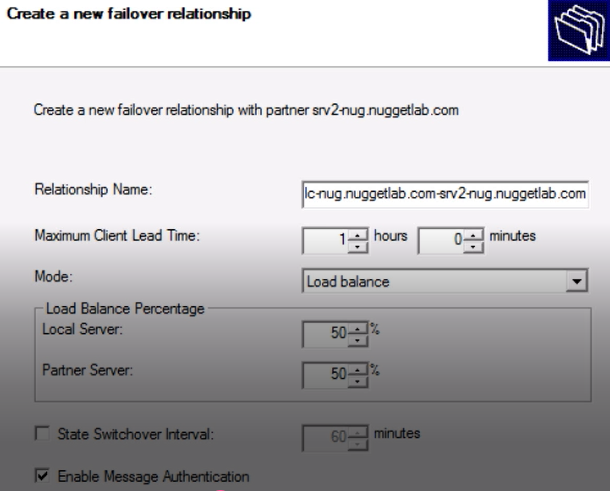 Create a new failover relationship
Create a new failover relationship with partner srv2-nug.nuggetlab.com
Relationship Name: lc-nug.nuggetlab.com-srv2-nug.nuggetlab.com
Maximum Client Lead Time: 1 hours 0 minutes
Mode: Load balance
Load Balance Percentage
Local Server: 50 %
Partner Server: 50 %
State Switchover Interval: 60 minutes
Enable Message Authentication